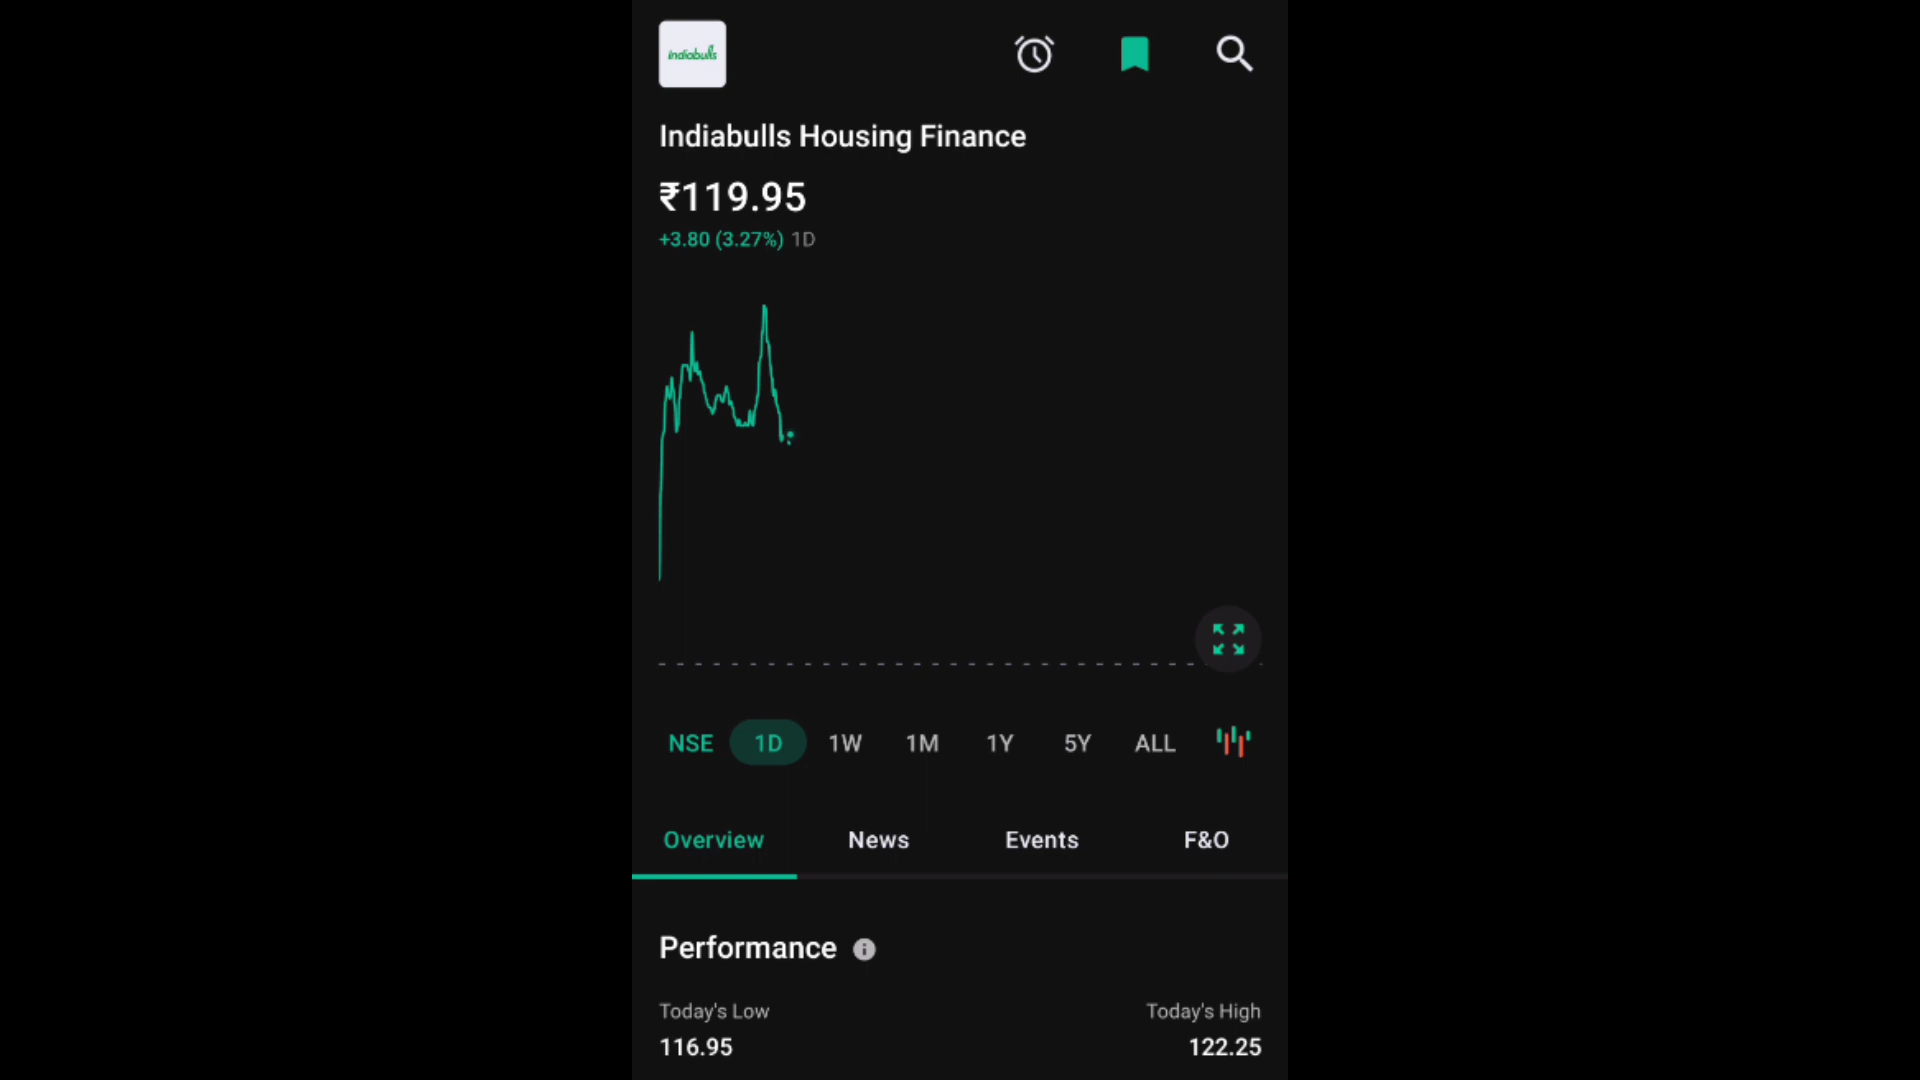 indiabulls
Indiabulls Housing Finance
₹119.95
+3.80 (3.27%) 1D
NSE 1D 1W 1M 1Y 5Y ALL
Overview News Events F&O
Performance
Today's Low Today's High
116.95 122.25